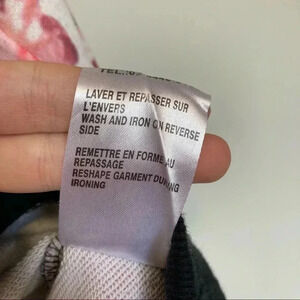 LAVER ET REPASSER SUR
L'ENVERS
WASH AND IRON ON REVERSE
SIDE
REMETTRE EN FORME AU
REPASSAGE
RESHAPE GARMENT DURING
IRONING